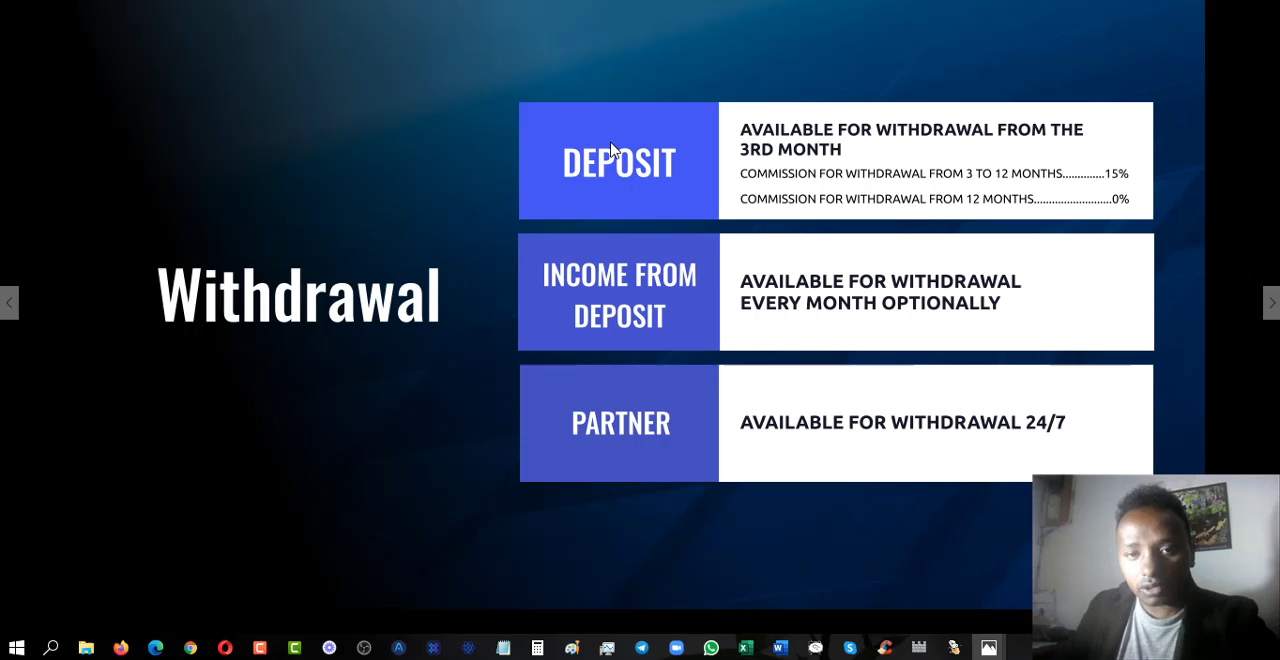 Withdrawal
DEPOSIT
AVAILABLE FOR WITHDRAWAL FROM THE
3RD MONTH
COMMISSION FOR WITHDRAWAL FROM 3 TO 12 MONTHS..............15%
COMMISSION FOR WITHDRAWAL FROM 12 MONTHS..........................0%
INCOME FROM
DEPOSIT
AVAILABLE FOR WITHDRAWAL
EVERY MONTH OPTIONALLY
PARTNER
AVAILABLE FOR WITHDRAWAL 24/7